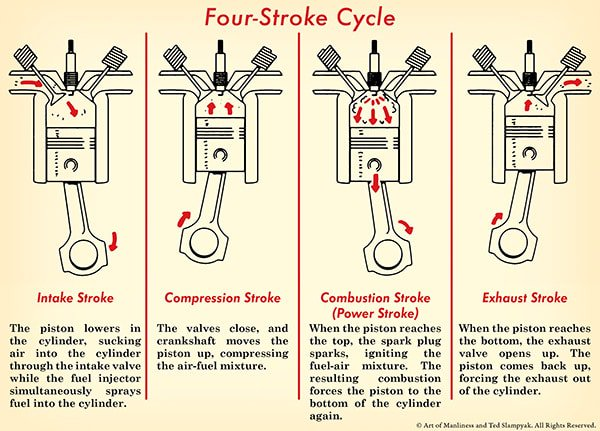 Four-Stroke Cycle
Intake Stroke
The piston lowers in
the cylinder, sucking
air into the cylinder
through the intake valve
while the fuel injector
simultaneously sprays
fuel into the cylinder.
Compression Stroke
The valves close, and
crankshaft moves the
piston up, compressing
the air-fuel mixture.
Combustion Stroke
(Power Stroke)
When the piston reaches
the top, the spark plug
sparks, igniting the
fuel-air mixture. The
resulting combustion
forces the piston to the
bottom of the cylinder
again.
Exhaust Stroke
When the piston reaches
the bottom, the exhaust
valve opens up. The
piston comes back up,
forcing the exhaust out
of the cylinder.
© Art of Manliness and Ted Slampyak. All Rights Reserved.